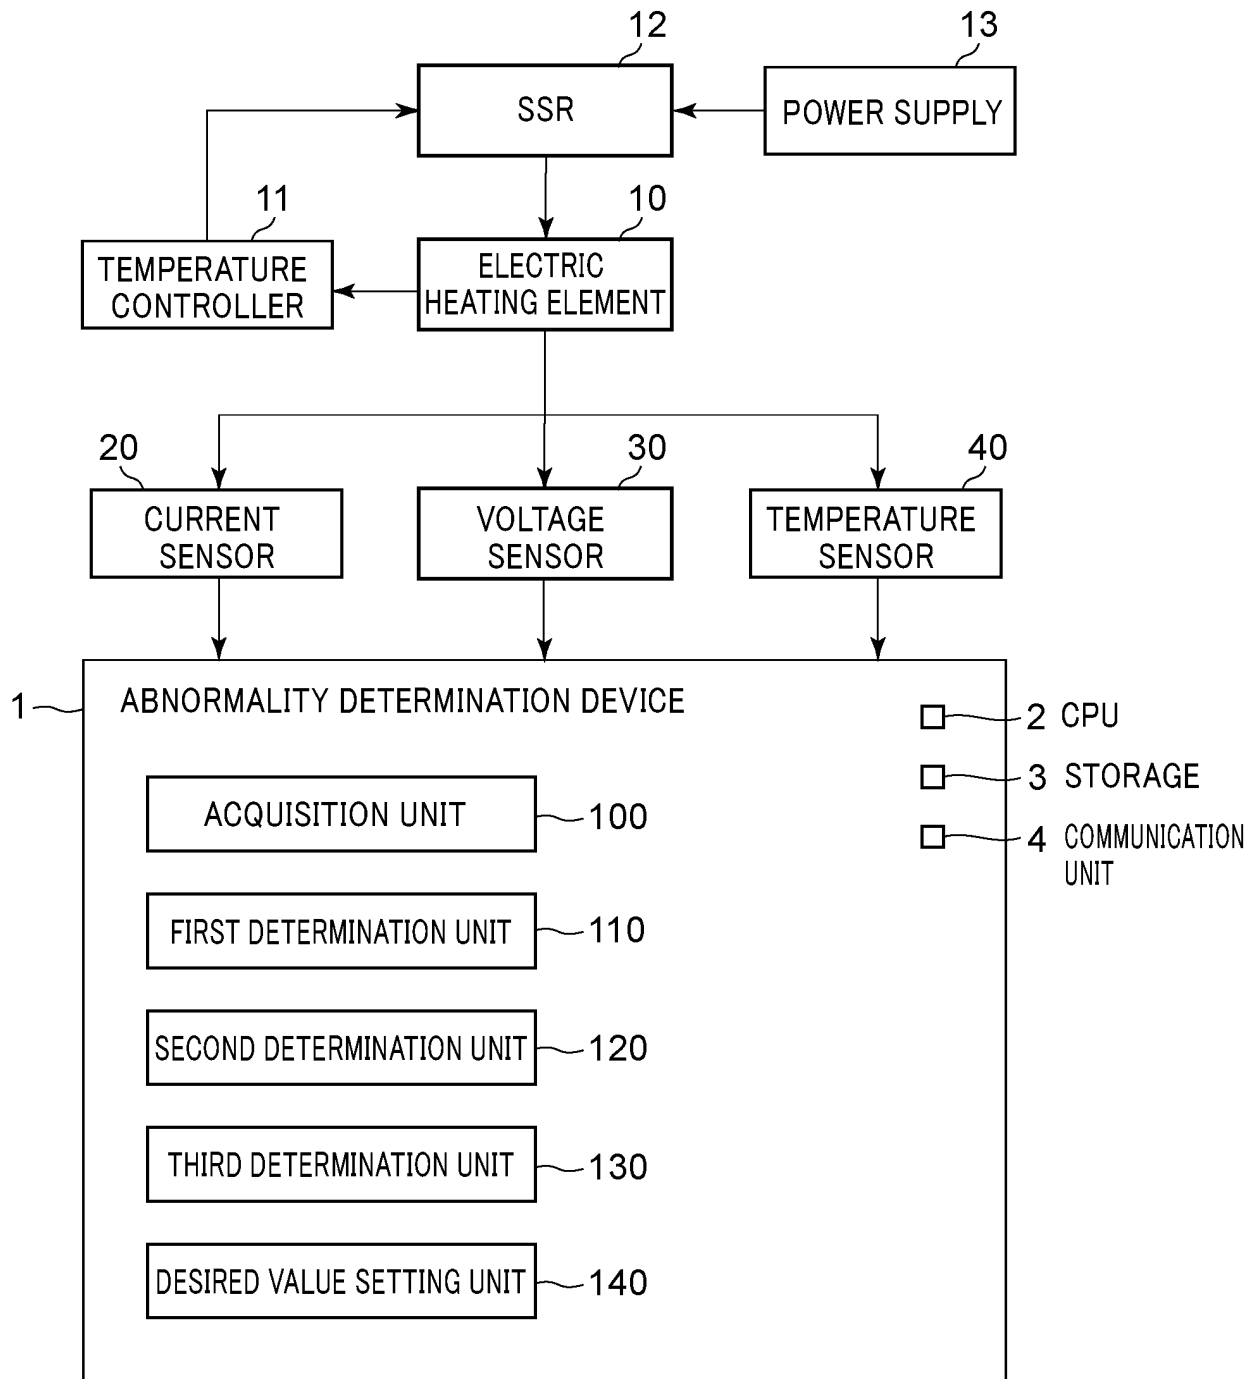 12
13
SSR
POWER SUPPLY
11
10
TEMPERATURE
CONTROLLER
ELECTRIC
HEATING ELEMENT
20
30
40
CURRENT
SENSOR
VOLTAGE
SENSOR
TEMPERATURE
SENSOR
1
ABNORMALITY DETERMINATION DEVICE
2 CPU
3 STORAGE
4 COMMUNICATION
UNIT
ACQUISITION UNIT
100
FIRST DETERMINATION UNIT
110
SECOND DETERMINATION UNIT
120
THIRD DETERMINATION UNIT
130
DESIRED VALUE SETTING UNIT
140